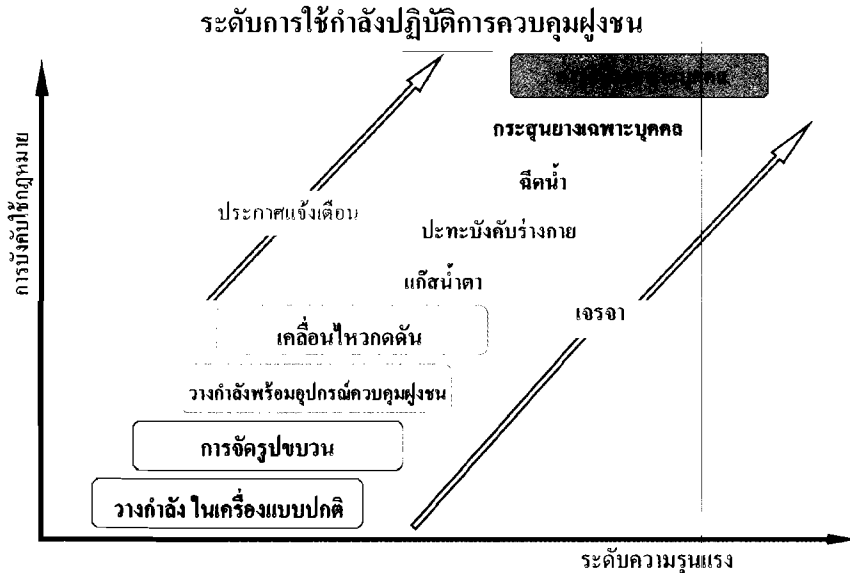 ระดับการใช้กำลังปฏิบัติการควบคุมฝูงชน
กระสุนยางเฉพาะบุคคล
ฉีดน้ำ
ประกาศแจ้งเตือน
ปะทะบังคับร่างกาย
แก๊สน้ำตา
เจรจา
เคลื่อนไหวกดดัน
วางกำลังพร้อมอุปกรณ์ควบคุมฝูงชน
การจัดรูปขบวน
วางกำลัง ในเครื่องแบบปกติ
การบังคับใช้กฎหมาย
ระดับความรุนแรง